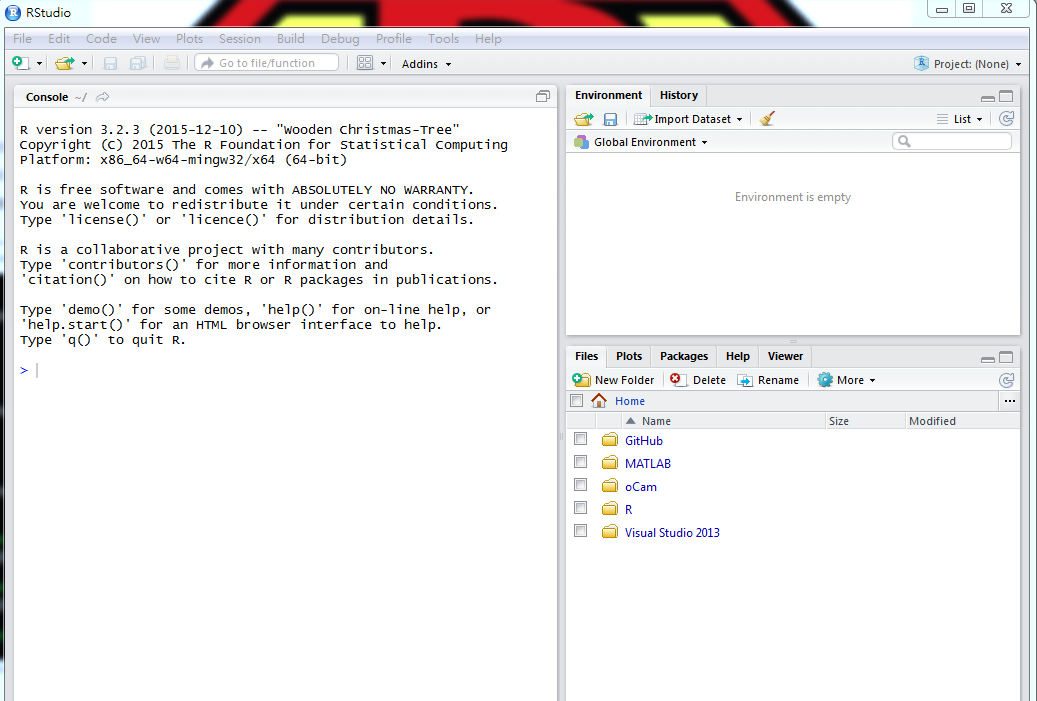 RStudio
File Edit Code View Plots Session Build Debug Profile Tools Help
Go to file/function Addins Project: (None)
Console ~/
R version 3.2.3 (2015-12-10) -- "Wooden Christmas-Tree"
Copyright (C) 2015 The R Foundation for Statistical Computing
Platform: x86_64-w64-mingw32/x64 (64-bit)
R is free software and comes with ABSOLUTELY NO WARRANTY.
You are welcome to redistribute it under certain conditions.
Type 'license()' or 'licence()' for distribution details.
R is a collaborative project with many contributors.
Type 'contributors()' for more information and
'citation()' on how to cite R or R packages in publications.
Type 'demo()' for some demos, 'help()' for on-line help, or
'help.start()' for an HTML browser interface to help.
Type 'q()' to quit R.
>
Environment History
Import Dataset List
Global Environment
Environment is empty
Files Plots Packages Help Viewer
New Folder Delete Rename More
Home ...
Name Size Modified
GitHub
MATLAB
oCam
R
Visual Studio 2013